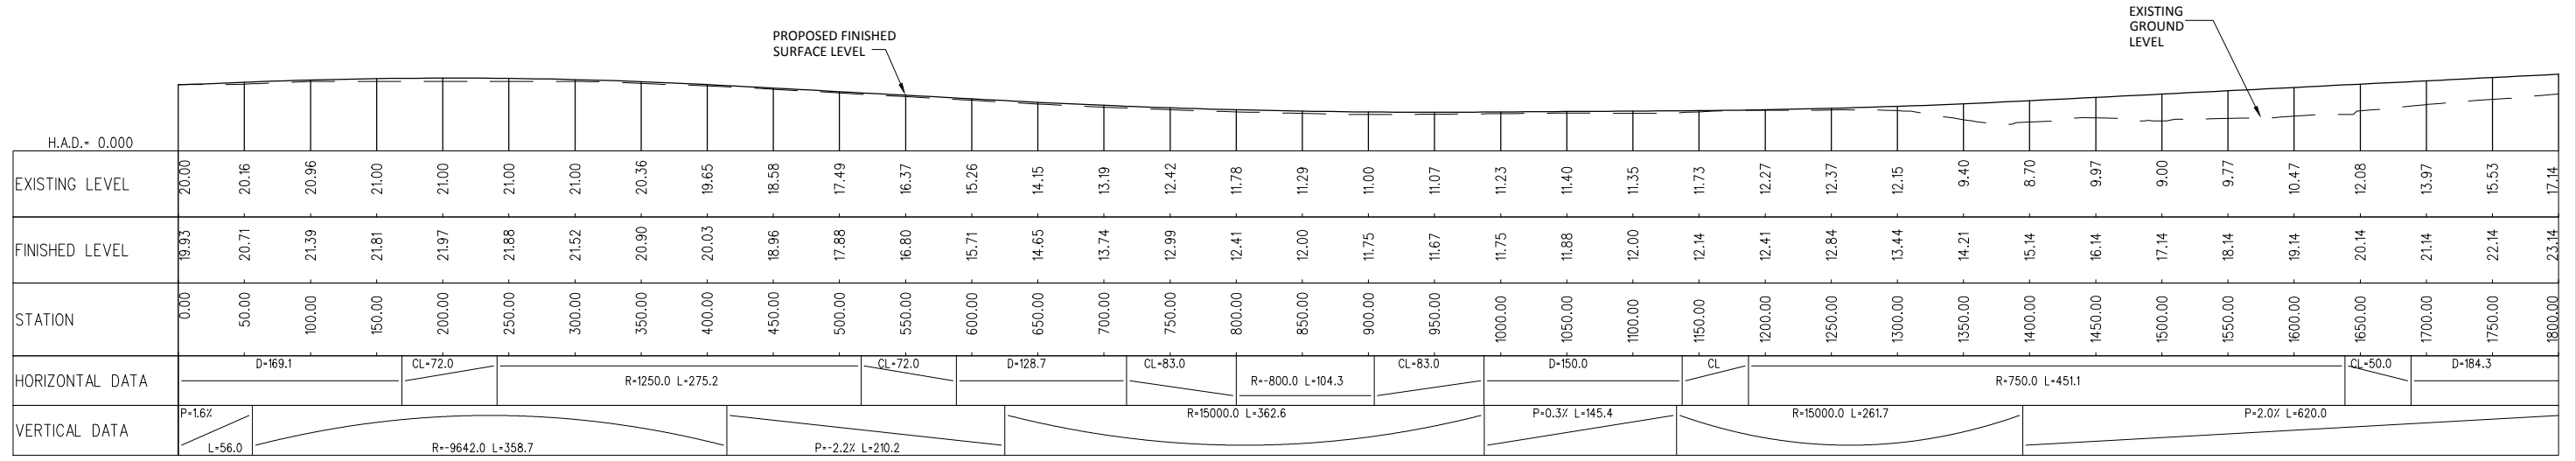 EXISTING
GROUND
LEVEL
PROPOSED FINISHED
SURFACE LEVEL
H.A.D.= 0.000
EXISTING LEVEL 20.00 20.16 20.96 21.00 21.00 21.00 21.00 20.36 19.65 18.58 17.49 16.37 15.26 14.15 13.19 12.42 11.78 11.29 11.00 11.07 11.23 11.40 11.35 11.73 12.27 12.37 12.15 9.40 8.70 9.97 9.00 9.77 10.47 12.08 13.97 15.53 17.14
FINISHED LEVEL 19.93 20.71 21.39 21.81 21.97 21.88 21.52 20.90 20.03 18.96 17.88 16.80 15.71 14.65 13.74 12.99 12.41 12.00 11.75 11.67 11.75 11.88 12.00 12.14 12.41 12.84 13.44 14.21 15.14 16.14 17.14 18.14 19.14 20.14 21.14 22.14 23.14
STATION 0.00 50.00 100.00 150.00 200.00 250.00 300.00 350.00 400.00 450.00 500.00 550.00 600.00 650.00 700.00 750.00 800.00 850.00 900.00 950.00 1000.00 1050.00 1100.00 1150.00 1200.00 1250.00 1300.00 1350.00 1400.00 1450.00 1500.00 1550.00 1600.00 1650.00 1700.00 1750.00 1800.00
HORIZONTAL DATA D=169.1 CL=72.0 R=1250.0 L=275.2 CL=72.0 D=128.7 CL=83.0 R=-800.0 L=104.3 CL=83.0 D=150.0 CL R=750.0 L=451.1 CL=50.0 D=184.3
VERTICAL DATA P=1.6% L=56.0 R=-9642.0 L=358.7 P=-2.2% L=210.2 R=15000.0 L=362.6 P=0.3% L=145.4 R=15000.0 L=261.7 P=2.0% L=620.0